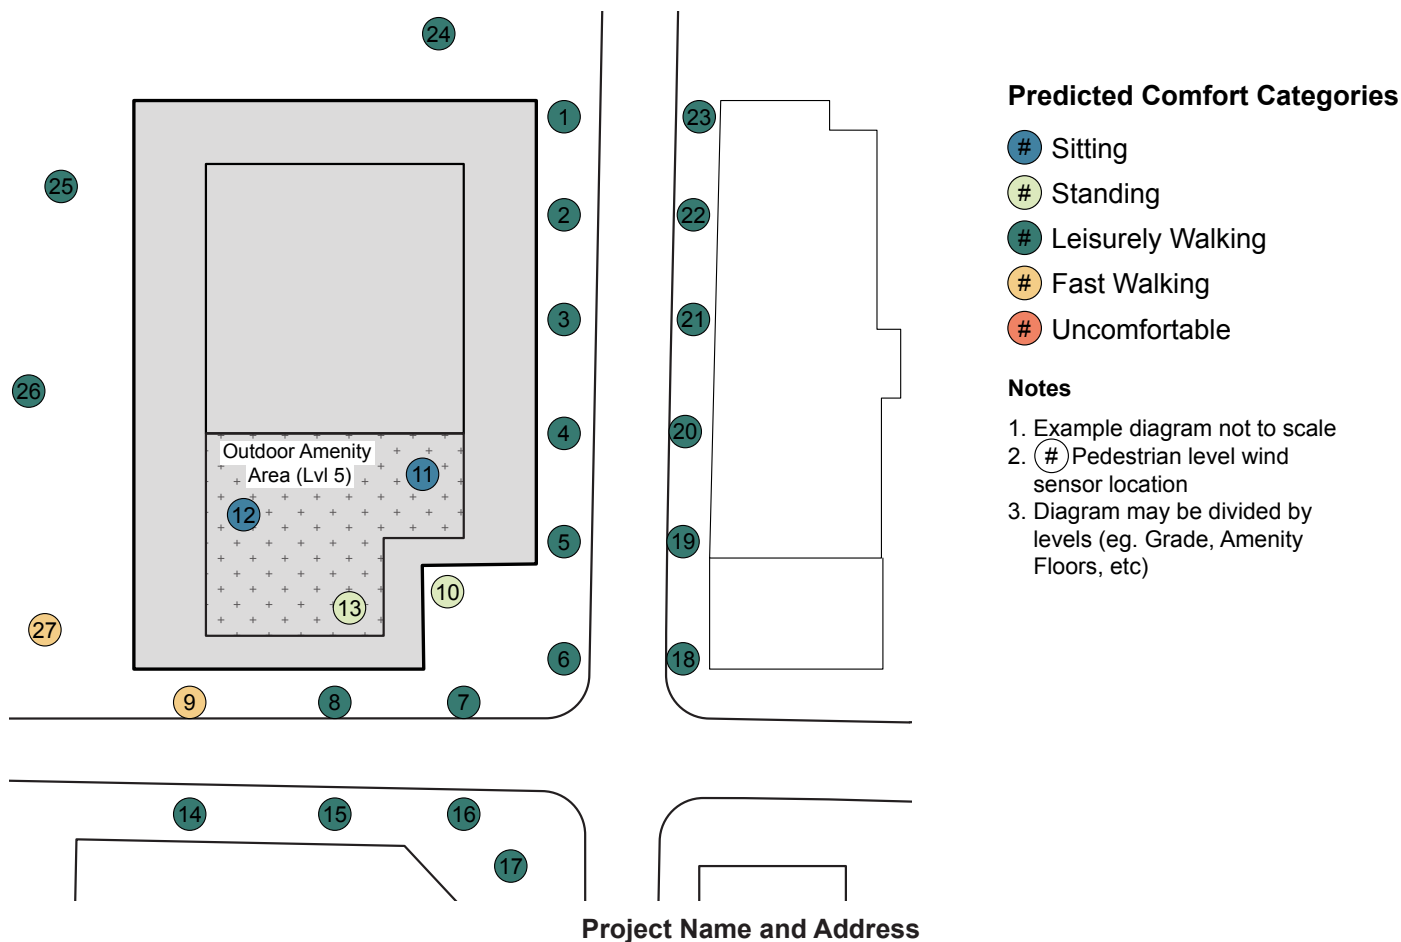 24
1
23
25
2
22
3
21
26
4
20
Outdoor Amenity
Area (Lvl 5)
11
12
5
19
10
13
27
6
18
9
8
7
14
15
16
17
Predicted Comfort Categories
# Sitting
# Standing
# Leisurely Walking
# Fast Walking
# Uncomfortable
Notes
1. Example diagram not to scale
2. # Pedestrian level wind
sensor location
3. Diagram may be divided by
levels (eg. Grade, Amenity
Floors, etc)
Project Name and Address